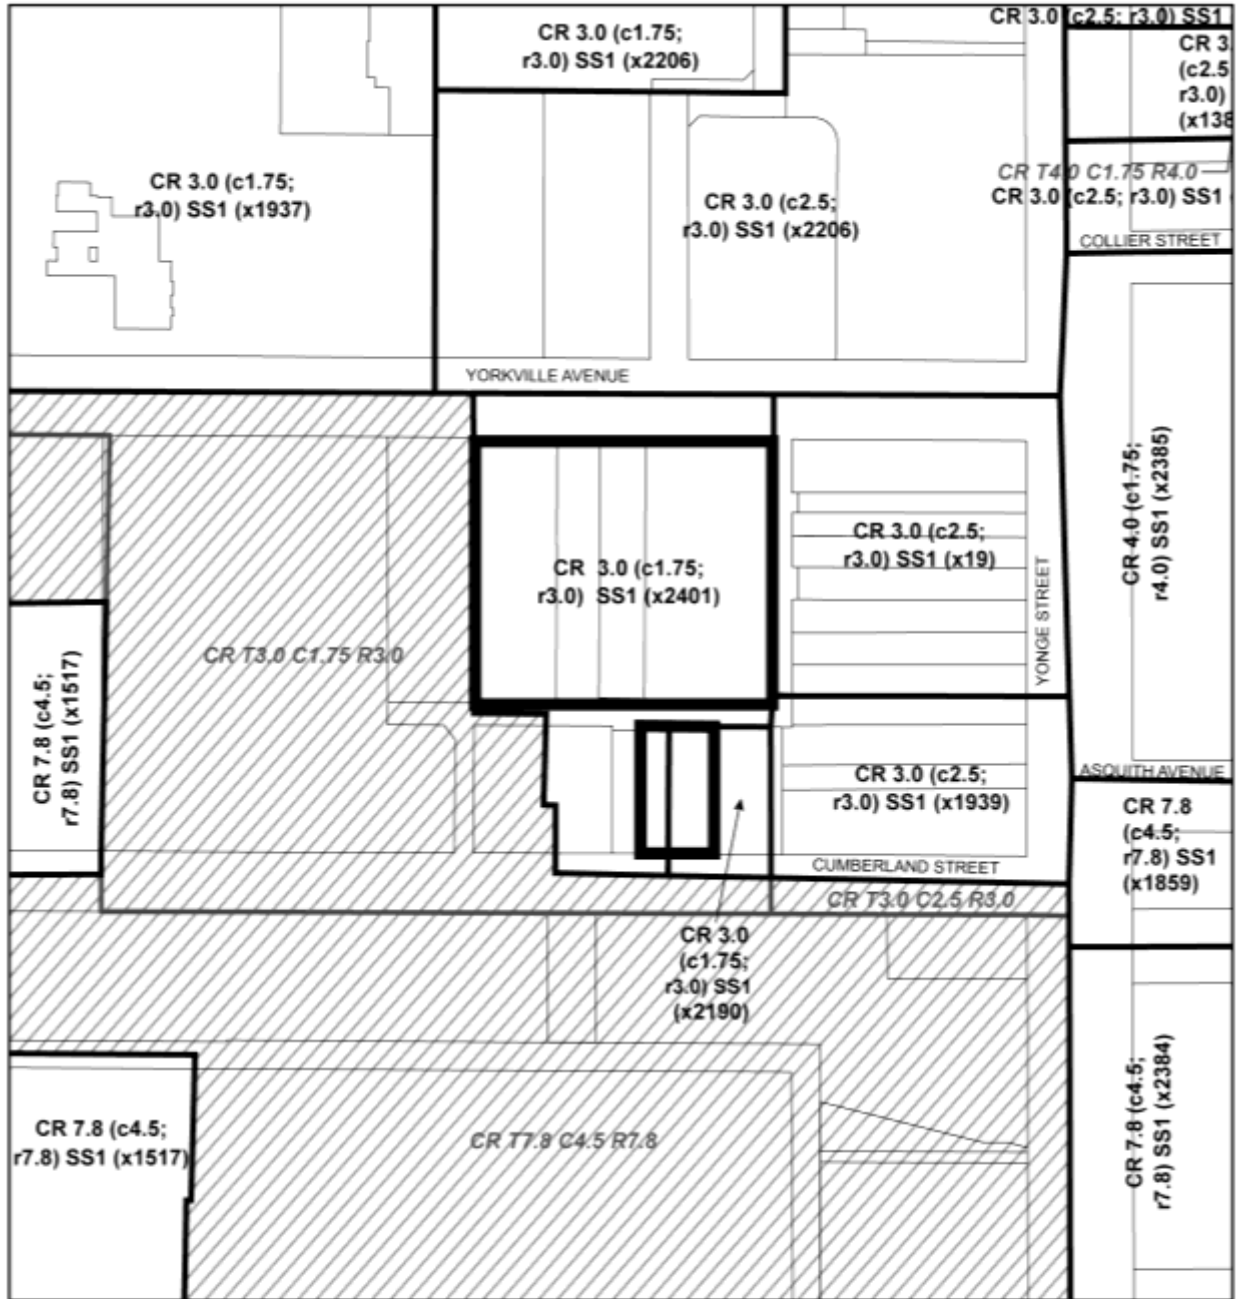 CR 3.0 (c2.5; r3.0) SS1
CR 3.0 (c1.75;
r3.0) SS1 (x2206)
CR 3.
(c2.5
r3.0)
(x138
CR 3.0 (c1.75;
r3.0) SS1 (x1937)
CR T4.0 C1.75 R4.0
CR 3.0 (c2.5; r3.0) SS1
CR 3.0 (c2.5;
r3.0) SS1 (x2206)
COLLIER STREET
YORKVILLE AVENUE
CR 4.0 (c1.75;
r4.0) SS1 (x2385)
CR 3.0 (c2.5;
r3.0) SS1 (x19)
CR 3.0 (c1.75;
r3.0) SS1 (x2401)
YONGE STREET
CR T3.0 C1.75 R3.0
CR 7.8 (c4.5;
r7.8) SS1 (x1517)
CR 3.0 (c2.5;
r3.0) SS1 (x1939)
ASQUITH AVENUE
CR 7.8
(c4.5;
r7.8) SS1
(x1859)
CUMBERLAND STREET
CR T3.0 C2.5 R3.0
CR 3.0
(c1.75;
r3.0) SS1
(x2190)
CR 7.8 (c4.5;
r7.8) SS1 (x2384)
CR 7.8 (c4.5;
r7.8) SS1 (x1517)
CR T7.8 C4.5 R7.8